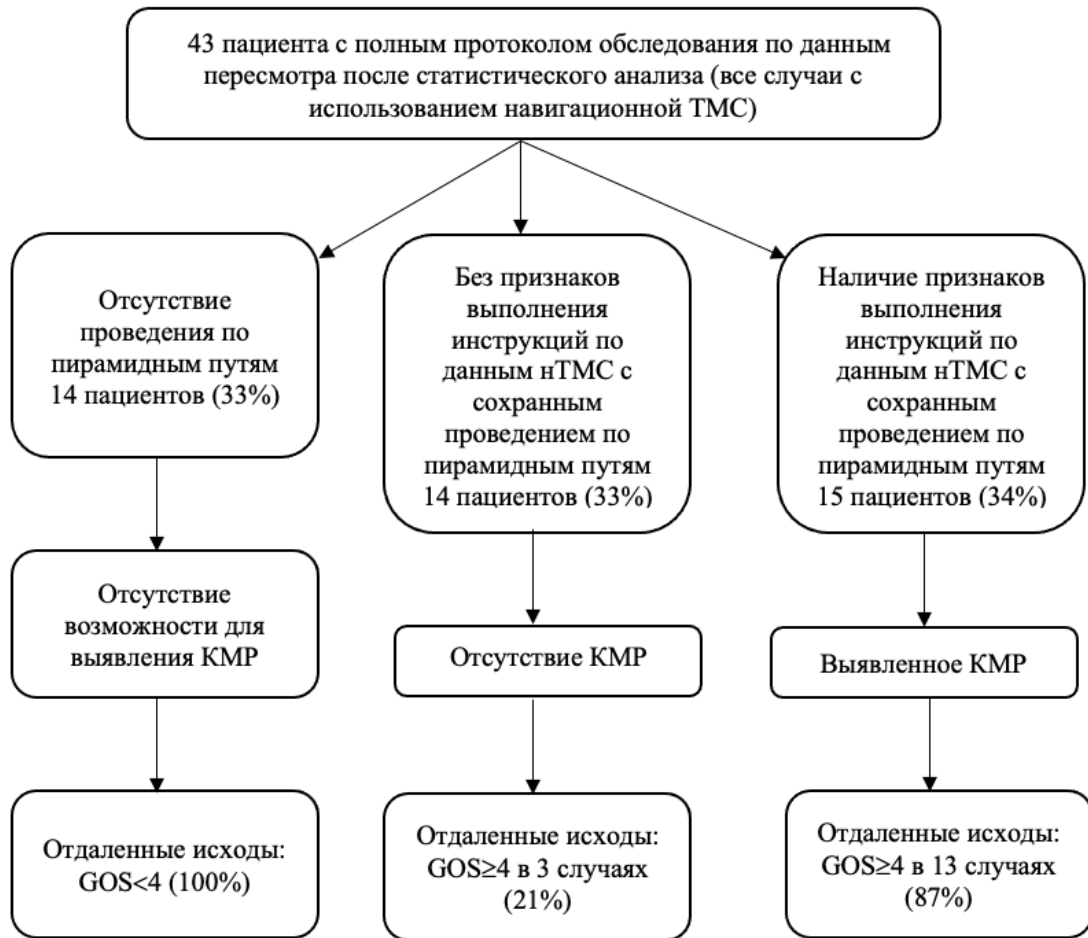 43 пациента с полным протоколом обследования по данным
пересмотра после статистического анализа (все случаи с
использованием навигационной ТМС)
Отсутствие
проведения по
пирамидным путям
14 пациентов (33%)
Без признаков
выполнения
инструкций по
данным нТМС с
сохранным
проведением по
пирамидным путям
14 пациентов (33%)
Наличие признаков
выполнения
инструкций по
данным нТМС с
сохранным
проведением по
пирамидным путям
15 пациентов (34%)
Отсутствие
возможности для
выявления КМР
Отсутствие КМР
Выявленное КМР
Отдаленные исходы:
GOS<4 (100%)
Отдаленные исходы:
GOS≥4 в 3 случаях
(21%)
Отдаленные исходы:
GOS≥4 в 13 случаях
(87%)